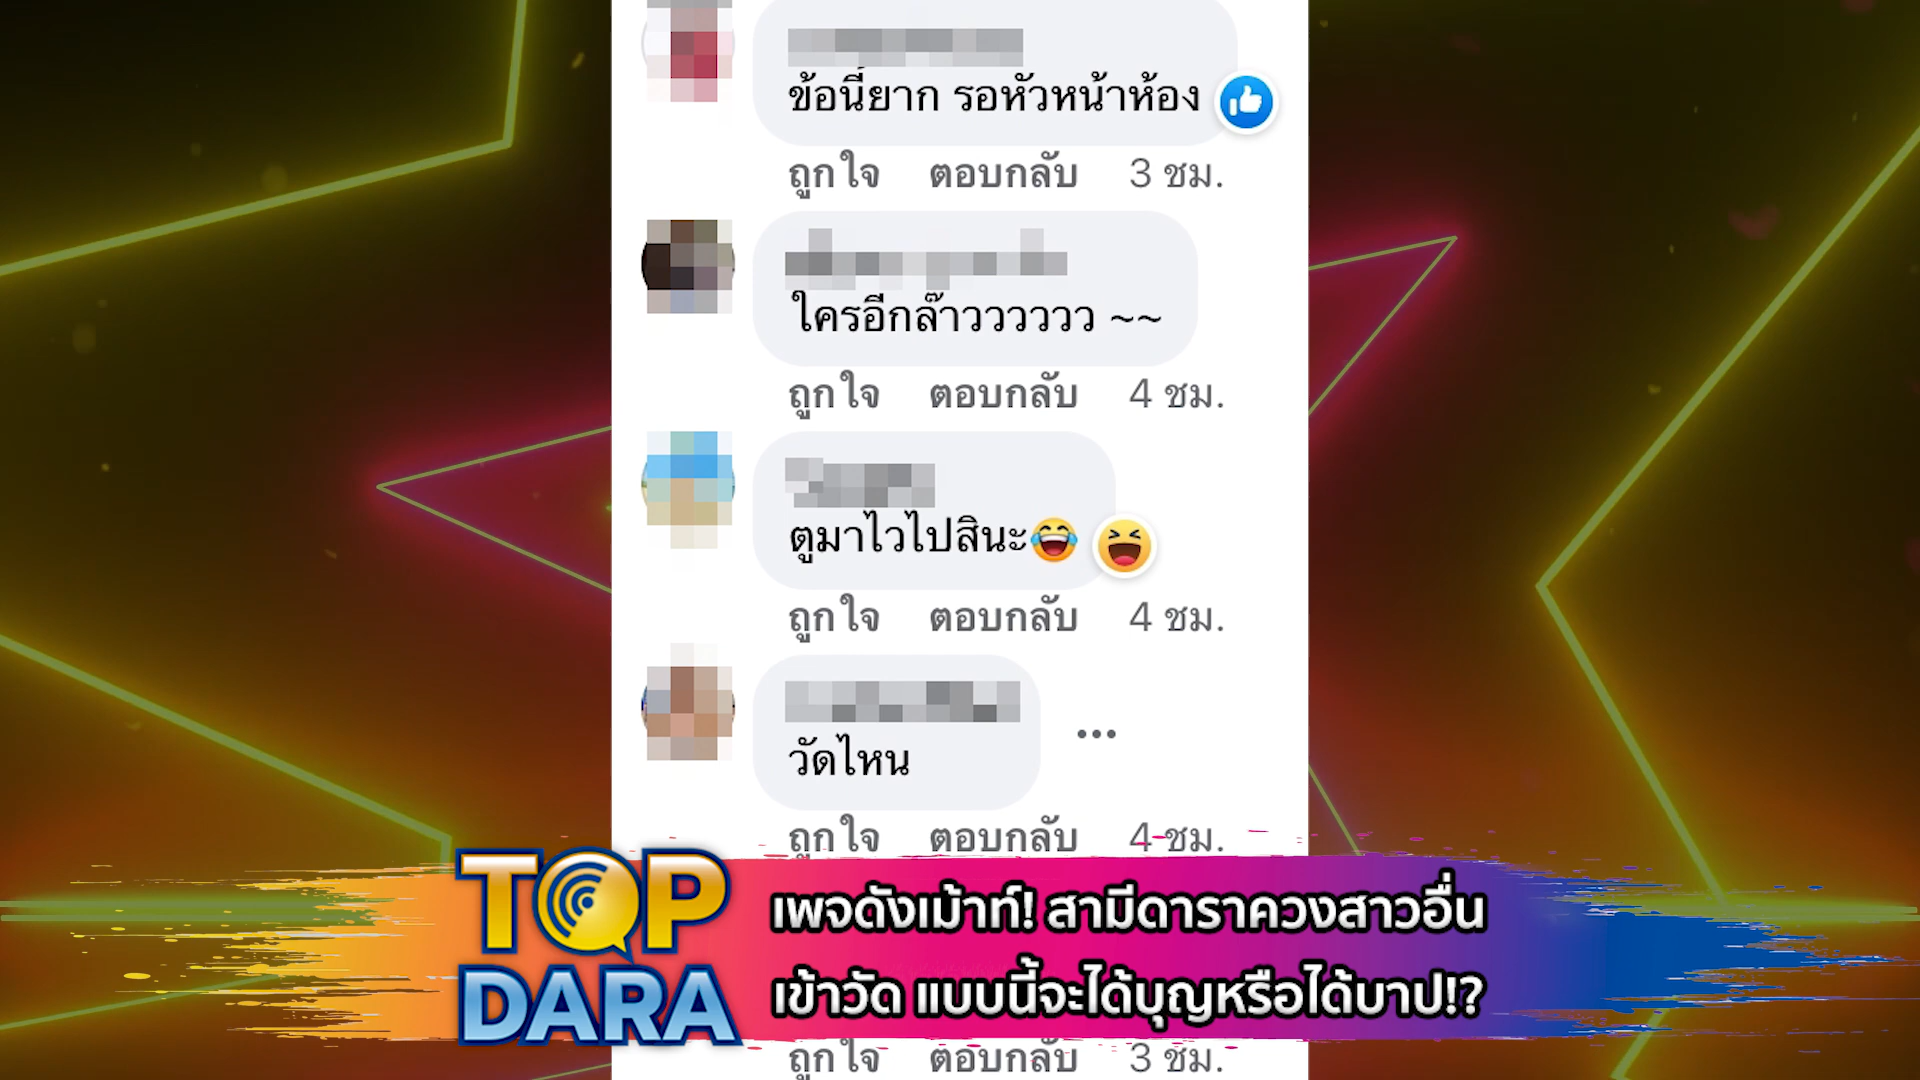 ข้อนี้ยาก รอหัวหน้าห้อง
ถูกใจ ตอบกลับ 3 ชม.
ใครอีกล๊าวววววว ~~
ถูกใจ ตอบกลับ 4 ชม.
ตูมาไวไปสินะ😂
ถูกใจ ตอบกลับ 4 ชม.
วัดไหน
ถูกใจ ตอบกลับ 4 ชม.
TOP
DARA
เพจดังเม้าท์! สามีดาราควงสาวอื่น
เข้าวัด แบบนี้จะได้บุญหรือได้บาป!?
ถูกใจ ตอบกลับ 3 ชม.